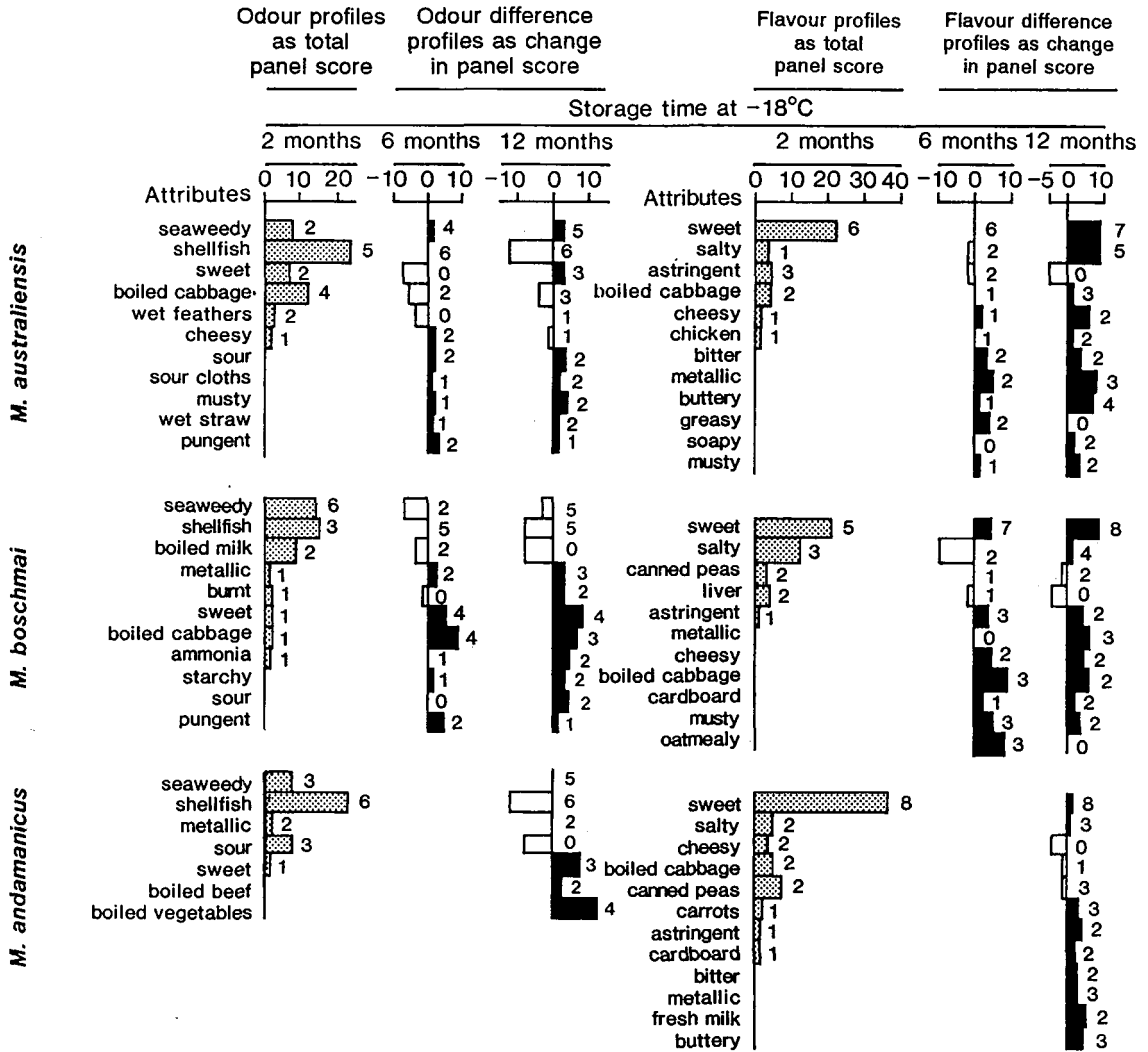 Odour profiles as total panel score
Odour difference profiles as change in panel score
Flavour profiles as total panel score
Flavour difference profiles as change in panel score
Storage time at −18°C
2 months 6 months 12 months 2 months 6 months 12 months
Attributes 0 10 20 −10 0 10 −10 0 10 Attributes 0 10 20 30 40 −10 0 10 −5 0 10
M. australiensis
seaweedy 2 4 5
shellfish 5 6 6
sweet 2 0 3
boiled cabbage 4 2 3
wet feathers 2 0 1
cheesy 1 2 1
sour 2 2
sour cloths 1 2
musty 1 2
wet straw 1 2
pungent 2 1
sweet 6 6 7
salty 1 2 5
astringent 3 2 0
boiled cabbage 2 1 3
cheesy 1 1 2
chicken 1 1 2
bitter 2 2
metallic 2 3
buttery 1 4
greasy 2 0
soapy 0 2
musty 1 2
M. boschmai
seaweedy 6 2 5
shellfish 3 5 5
boiled milk 2 2 0
metallic 1 2 3
burnt 1 0 2
sweet 1 4 4
boiled cabbage 1 4 3
ammonia 1 1 2
starchy 1 2
sour 0 2
pungent 2 1
sweet 5 7 8
salty 3 2 4
canned peas 2 1 2
liver 2 1 0
astringent 1 3 2
metallic 0 3
cheesy 2 2
boiled cabbage 3 2
cardboard 1 2
musty 3 2
oatmealy 3 0
M. andamanicus
seaweedy 3 5
shellfish 6 6
metallic 2 2
sour 3 0
sweet 1 3
boiled beef 2
boiled vegetables 4
sweet 8 8
salty 2 3
cheesy 2 0
boiled cabbage 2 1
canned peas 2 3
carrots 1 3
astringent 1 2
cardboard 1 2
bitter 2
metallic 3
fresh milk 2
buttery 3